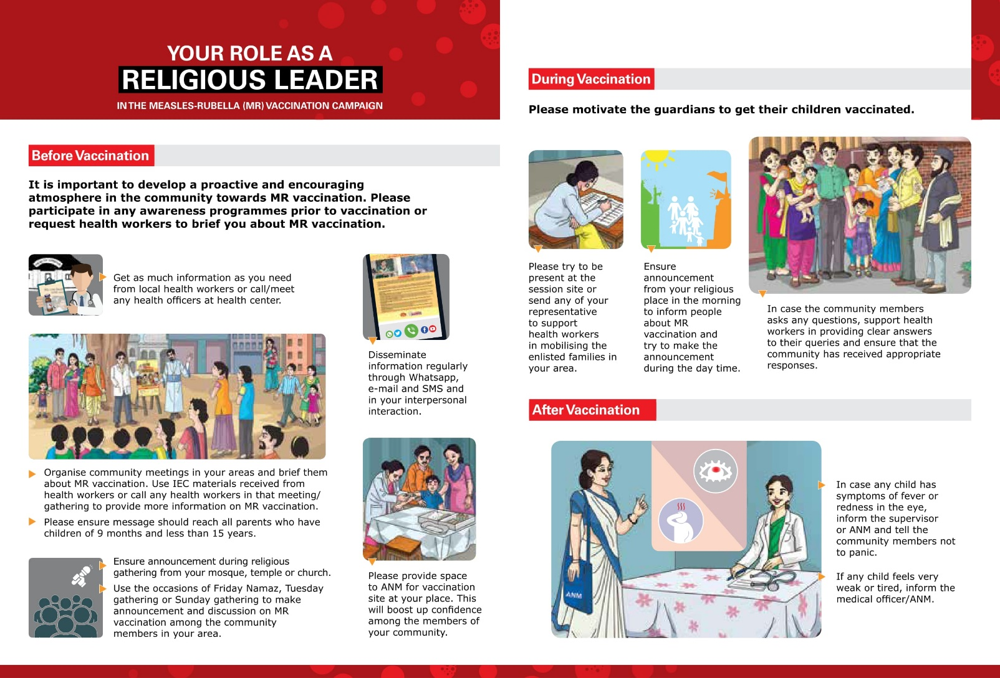 YOUR ROLE AS A
RELIGIOUS LEADER
IN THE MEASLES-RUBELLA (MR) VACCINATION CAMPAIGN
Before Vaccination
It is important to develop a proactive and encouraging
atmosphere in the community towards MR vaccination. Please
participate in any awareness programmes prior to vaccination or
request health workers to brief you about MR vaccination.
Get as much information as you need
from local health workers or call/meet
any health officers at health center.
Organise community meetings in your areas and brief them
about MR vaccination. Use IEC materials received from
health workers or call any health workers in that meeting/
gathering to provide more information on MR vaccination.
Please ensure message should reach all parents who have
children of 9 months and less than 15 years.
Ensure announcement during religious
gathering from your mosque, temple or church.
Use the occasions of Friday Namaz, Tuesday
gathering or Sunday gathering to make
announcement and discussion on MR
vaccination among the community
members in your area.
Disseminate
information regularly
through Whatsapp,
e-mail and SMS and
in your interpersonal
interaction.
Please provide space
to ANM for vaccination
site at your place. This
will boost up confidence
among the members of
your community.
During Vaccination
Please motivate the guardians to get their children vaccinated.
Please try to be
present at the
session site or
send any of your
representative
to support
health workers
in mobilising the
enlisted families in
your area.
Ensure
announcement
from your religious
place in the morning
to inform people
about MR
vaccination and
try to make the
announcement
during the day time.
In case the community members
asks any questions, support health
workers in providing clear answers
to their queries and ensure that the
community has received appropriate
responses.
After Vaccination
ANM
In case any child has
symptoms of fever or
redness in the eye,
inform the supervisor
or ANM and tell the
community members not
to panic.
If any child feels very
weak or tired, inform the
medical officer/ANM.